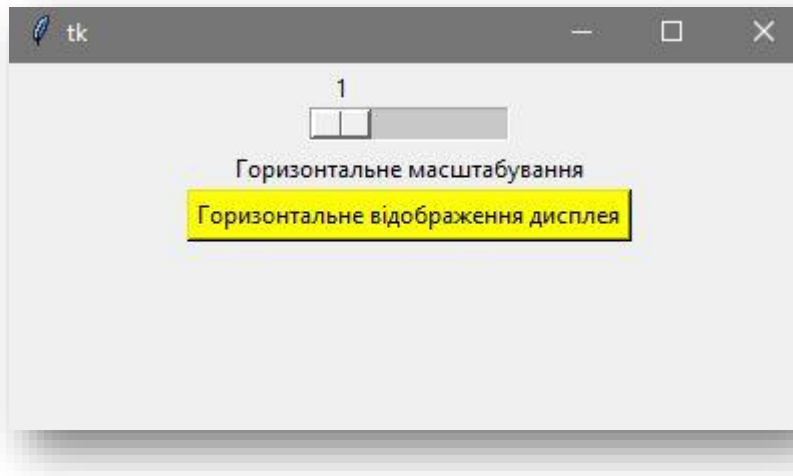 tk
1
Горизонтальне масштабування
Горизонтальне відображення дисплея